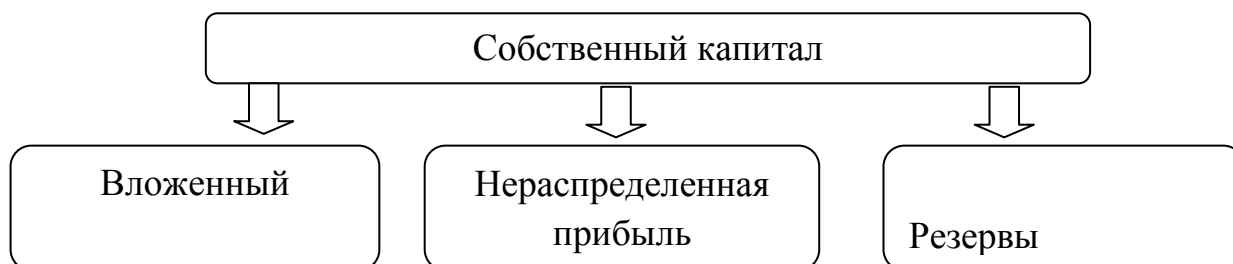 Собственный капитал
Вложенный
Нераспределенная
прибыль
Резервы